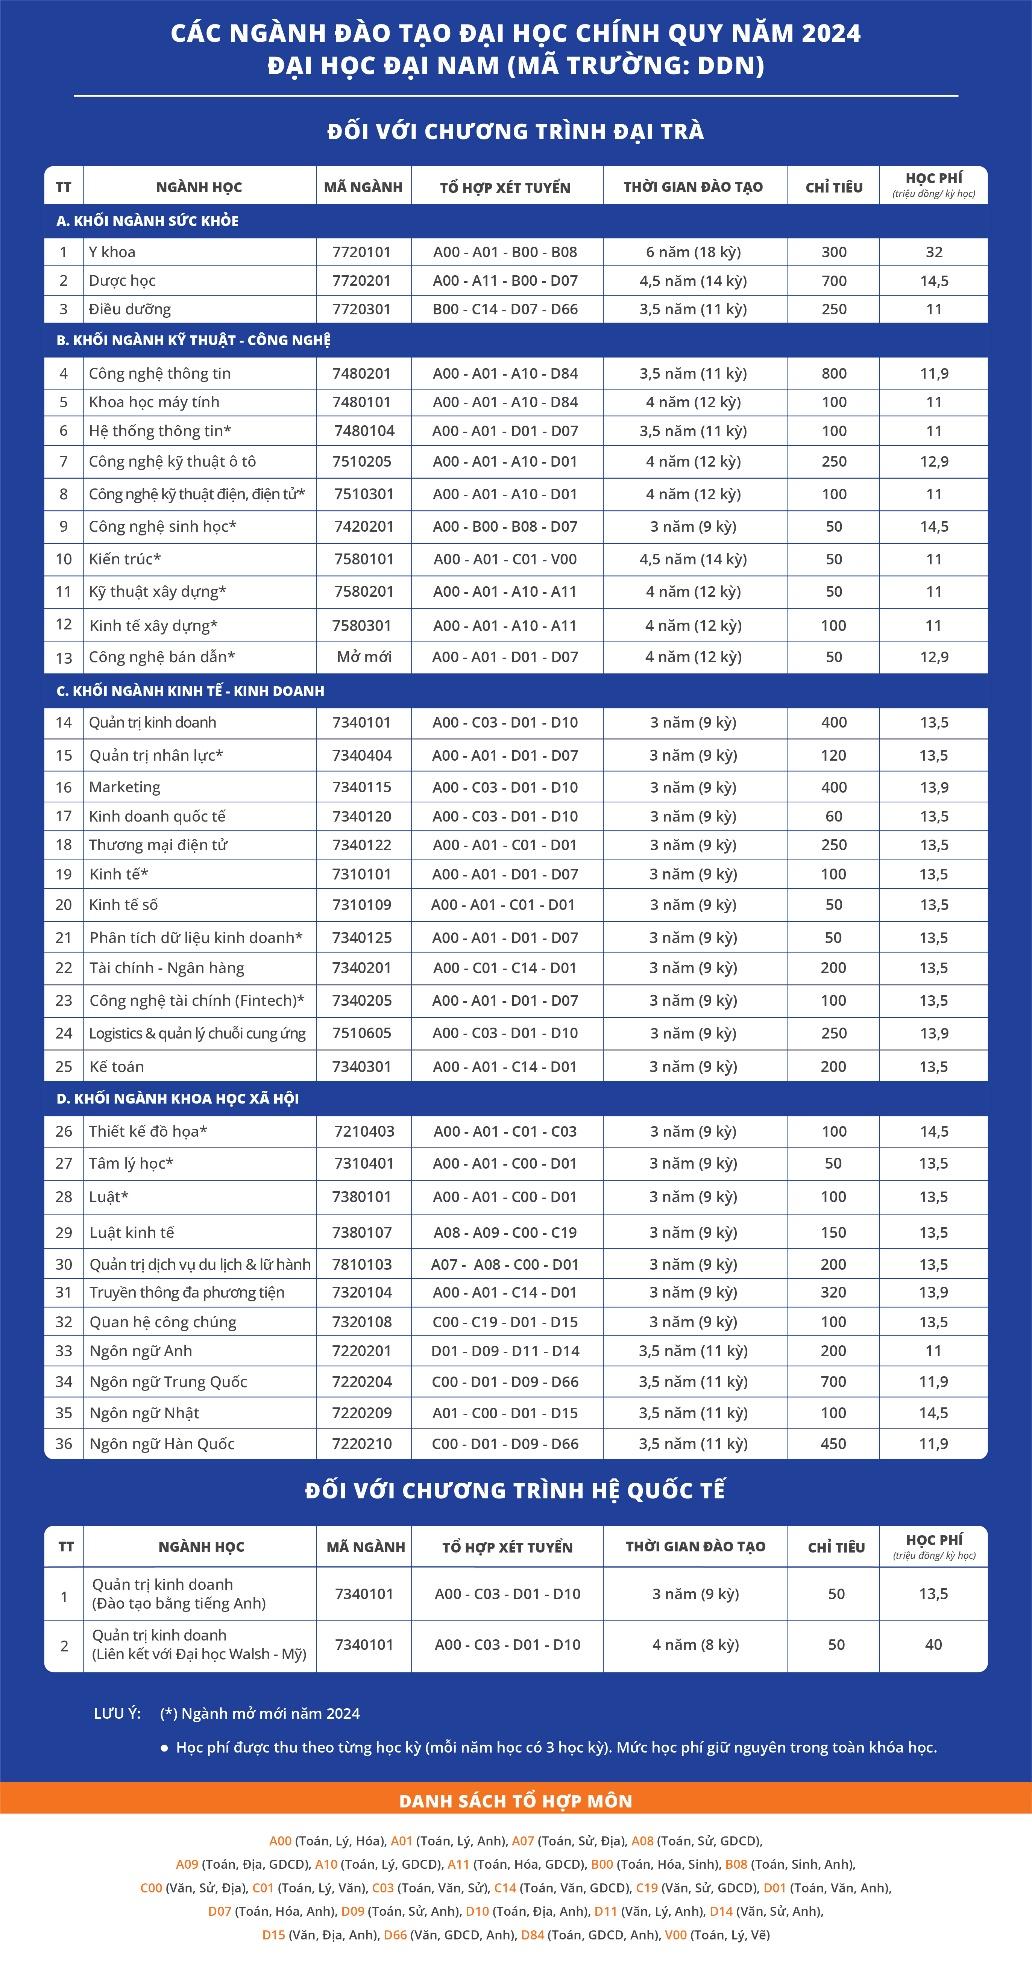 CÁC NGÀNH ĐÀO TẠO ĐẠI HỌC CHÍNH QUY NĂM 2024
ĐẠI HỌC ĐẠI NAM (MÃ TRƯỜNG: DDN)
ĐỐI VỚI CHƯƠNG TRÌNH ĐẠI TRÀ
TT NGÀNH HỌC MÃ NGÀNH TỔ HỢP XÉT TUYỂN THỜI GIAN ĐÀO TẠO CHỈ TIÊU HỌC PHÍ
(triệu đồng/ kỳ học)
A. KHỐI NGÀNH SỨC KHỎE
1 Y khoa 7720101 A00 - A01 - B00 - B08 6 năm (18 kỳ) 300 32
2 Dược học 7720201 A00 - A11 - B00 - D07 4,5 năm (14 kỳ) 700 14,5
3 Điều dưỡng 7720301 B00 - C14 - D07 - D66 3,5 năm (11 kỳ) 250 11
B. KHỐI NGÀNH KỸ THUẬT - CÔNG NGHỆ
4 Công nghệ thông tin 7480201 A00 - A01 - A10 - D84 3,5 năm (11 kỳ) 800 11,9
5 Khoa học máy tính 7480101 A00 - A01 - A10 - D84 4 năm (12 kỳ) 100 11
6 Hệ thống thông tin* 7480104 A00 - A01 - D01 - D07 3,5 năm (11 kỳ) 100 11
7 Công nghệ kỹ thuật ô tô 7510205 A00 - A01 - A10 - D01 4 năm (12 kỳ) 250 12,9
8 Công nghệ kỹ thuật điện, điện tử* 7510301 A00 - A01 - A10 - D01 4 năm (12 kỳ) 100 11
9 Công nghệ sinh học* 7420201 A00 - B00 - B08 - D07 3 năm (9 kỳ) 50 14,5
10 Kiến trúc* 7580101 A00 - A01 - C01 - V00 4,5 năm (14 kỳ) 50 11
11 Kỹ thuật xây dựng* 7580201 A00 - A01 - A10 - A11 4 năm (12 kỳ) 50 11
12 Kinh tế xây dựng* 7580301 A00 - A01 - A10 - A11 4 năm (12 kỳ) 100 11
13 Công nghệ bán dẫn* Mở mới A00 - A01 - D01 - D07 4 năm (12 kỳ) 50 12,9
C. KHỐI NGÀNH KINH TẾ - KINH DOANH
14 Quản trị kinh doanh 7340101 A00 - C03 - D01 - D10 3 năm (9 kỳ) 400 13,5
15 Quản trị nhân lực* 7340404 A00 - A01 - D01 - D07 3 năm (9 kỳ) 120 13,5
16 Marketing 7340115 A00 - C03 - D01 - D10 3 năm (9 kỳ) 400 13,9
17 Kinh doanh quốc tế 7340120 A00 - C03 - D01 - D10 3 năm (9 kỳ) 60 13,5
18 Thương mại điện tử 7340122 A00 - A01 - C01 - D01 3 năm (9 kỳ) 250 13,5
19 Kinh tế* 7310101 A00 - A01 - D01 - D07 3 năm (9 kỳ) 100 13,5
20 Kinh tế số 7310109 A00 - A01 - C01 - D01 3 năm (9 kỳ) 50 13,5
21 Phân tích dữ liệu kinh doanh* 7340125 A00 - A01 - D01 - D07 3 năm (9 kỳ) 50 13,5
22 Tài chính - Ngân hàng 7340201 A00 - C01 - C14 - D01 3 năm (9 kỳ) 200 13,5
23 Công nghệ tài chính (Fintech)* 7340205 A00 - A01 - D01 - D07 3 năm (9 kỳ) 100 13,5
24 Logistics & quản lý chuỗi cung ứng 7510605 A00 - C03 - D01 - D10 3 năm (9 kỳ) 250 13,9
25 Kế toán 7340301 A00 - A01 - C14 - D01 3 năm (9 kỳ) 200 13,5
D. KHỐI NGÀNH KHOA HỌC XÃ HỘI
26 Thiết kế đồ họa* 7210403 A00 - A01 - C01 - C03 3 năm (9 kỳ) 100 14,5
27 Tâm lý học* 7310401 A00 - A01 - C00 - D01 3 năm (9 kỳ) 50 13,5
28 Luật* 7380101 A00 - A01 - C00 - D01 3 năm (9 kỳ) 100 13,5
29 Luật kinh tế 7380107 A08 - A09 - C00 - C19 3 năm (9 kỳ) 150 13,5
30 Quản trị dịch vụ du lịch & lữ hành 7810103 A07 - A08 - C00 - D01 3 năm (9 kỳ) 200 13,5
31 Truyền thông đa phương tiện 7320104 A00 - A01 - C14 - D01 3 năm (9 kỳ) 320 13,9
32 Quan hệ công chúng 7320108 C00 - C19 - D01 - D15 3 năm (9 kỳ) 100 13,5
33 Ngôn ngữ Anh 7220201 D01 - D09 - D11 - D14 3,5 năm (11 kỳ) 200 11
34 Ngôn ngữ Trung Quốc 7220204 C00 - D01 - D09 - D66 3,5 năm (11 kỳ) 700 11,9
35 Ngôn ngữ Nhật 7220209 A01 - C00 - D01 - D15 3,5 năm (11 kỳ) 100 14,5
36 Ngôn ngữ Hàn Quốc 7220210 C00 - D01 - D09 - D66 3,5 năm (11 kỳ) 450 11,9
ĐỐI VỚI CHƯƠNG TRÌNH HỆ QUỐC TẾ
TT NGÀNH HỌC MÃ NGÀNH TỔ HỢP XÉT TUYỂN THỜI GIAN ĐÀO TẠO CHỈ TIÊU HỌC PHÍ
(triệu đồng/ kỳ học)
1 Quản trị kinh doanh
(Đào tạo bằng tiếng Anh) 7340101 A00 - C03 - D01 - D10 3 năm (9 kỳ) 50 13,5
2 Quản trị kinh doanh
(Liên kết với Đại học Walsh - Mỹ) 7340101 A00 - C03 - D01 - D10 4 năm (8 kỳ) 50 40
LƯU Ý: (*) Ngành mở mới năm 2024
● Học phí được thu theo từng học kỳ (mỗi năm học có 3 học kỳ). Mức học phí giữ nguyên trong toàn khóa học.
DANH SÁCH TỔ HỢP MÔN
A00 (Toán, Lý, Hóa), A01 (Toán, Lý, Anh), A07 (Toán, Sử, Địa), A08 (Toán, Sử, GDCD),
A09 (Toán, Địa, GDCD), A10 (Toán, Lý, GDCD), A11 (Toán, Hóa, GDCD), B00 (Toán, Hóa, Sinh), B08 (Toán, Sinh, Anh),
C00 (Văn, Sử, Địa), C01 (Toán, Lý, Văn), C03 (Toán, Văn, Sử), C14 (Toán, Văn, GDCD), C19 (Văn, Sử, GDCD), D01 (Toán, Văn, Anh),
D07 (Toán, Hóa, Anh), D09 (Toán, Sử, Anh), D10 (Toán, Địa, Anh), D11 (Văn, Lý, Anh), D14 (Văn, Sử, Anh),
D15 (Văn, Địa, Anh), D66 (Văn, GDCD, Anh), D84 (Toán, GDCD, Anh), V00 (Toán, Lý, Vẽ)